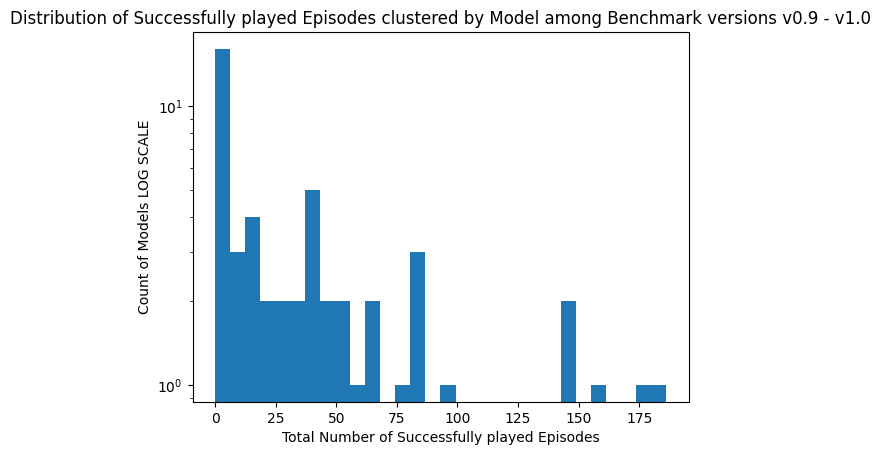 Distribution of Successfully played Episodes clustered by Model among Benchmark versions v0.9 - v1.0
Count of Models LOG SCALE
10¹
10⁰
0 25 50 75 100 125 150 175
Total Number of Successfully played Episodes